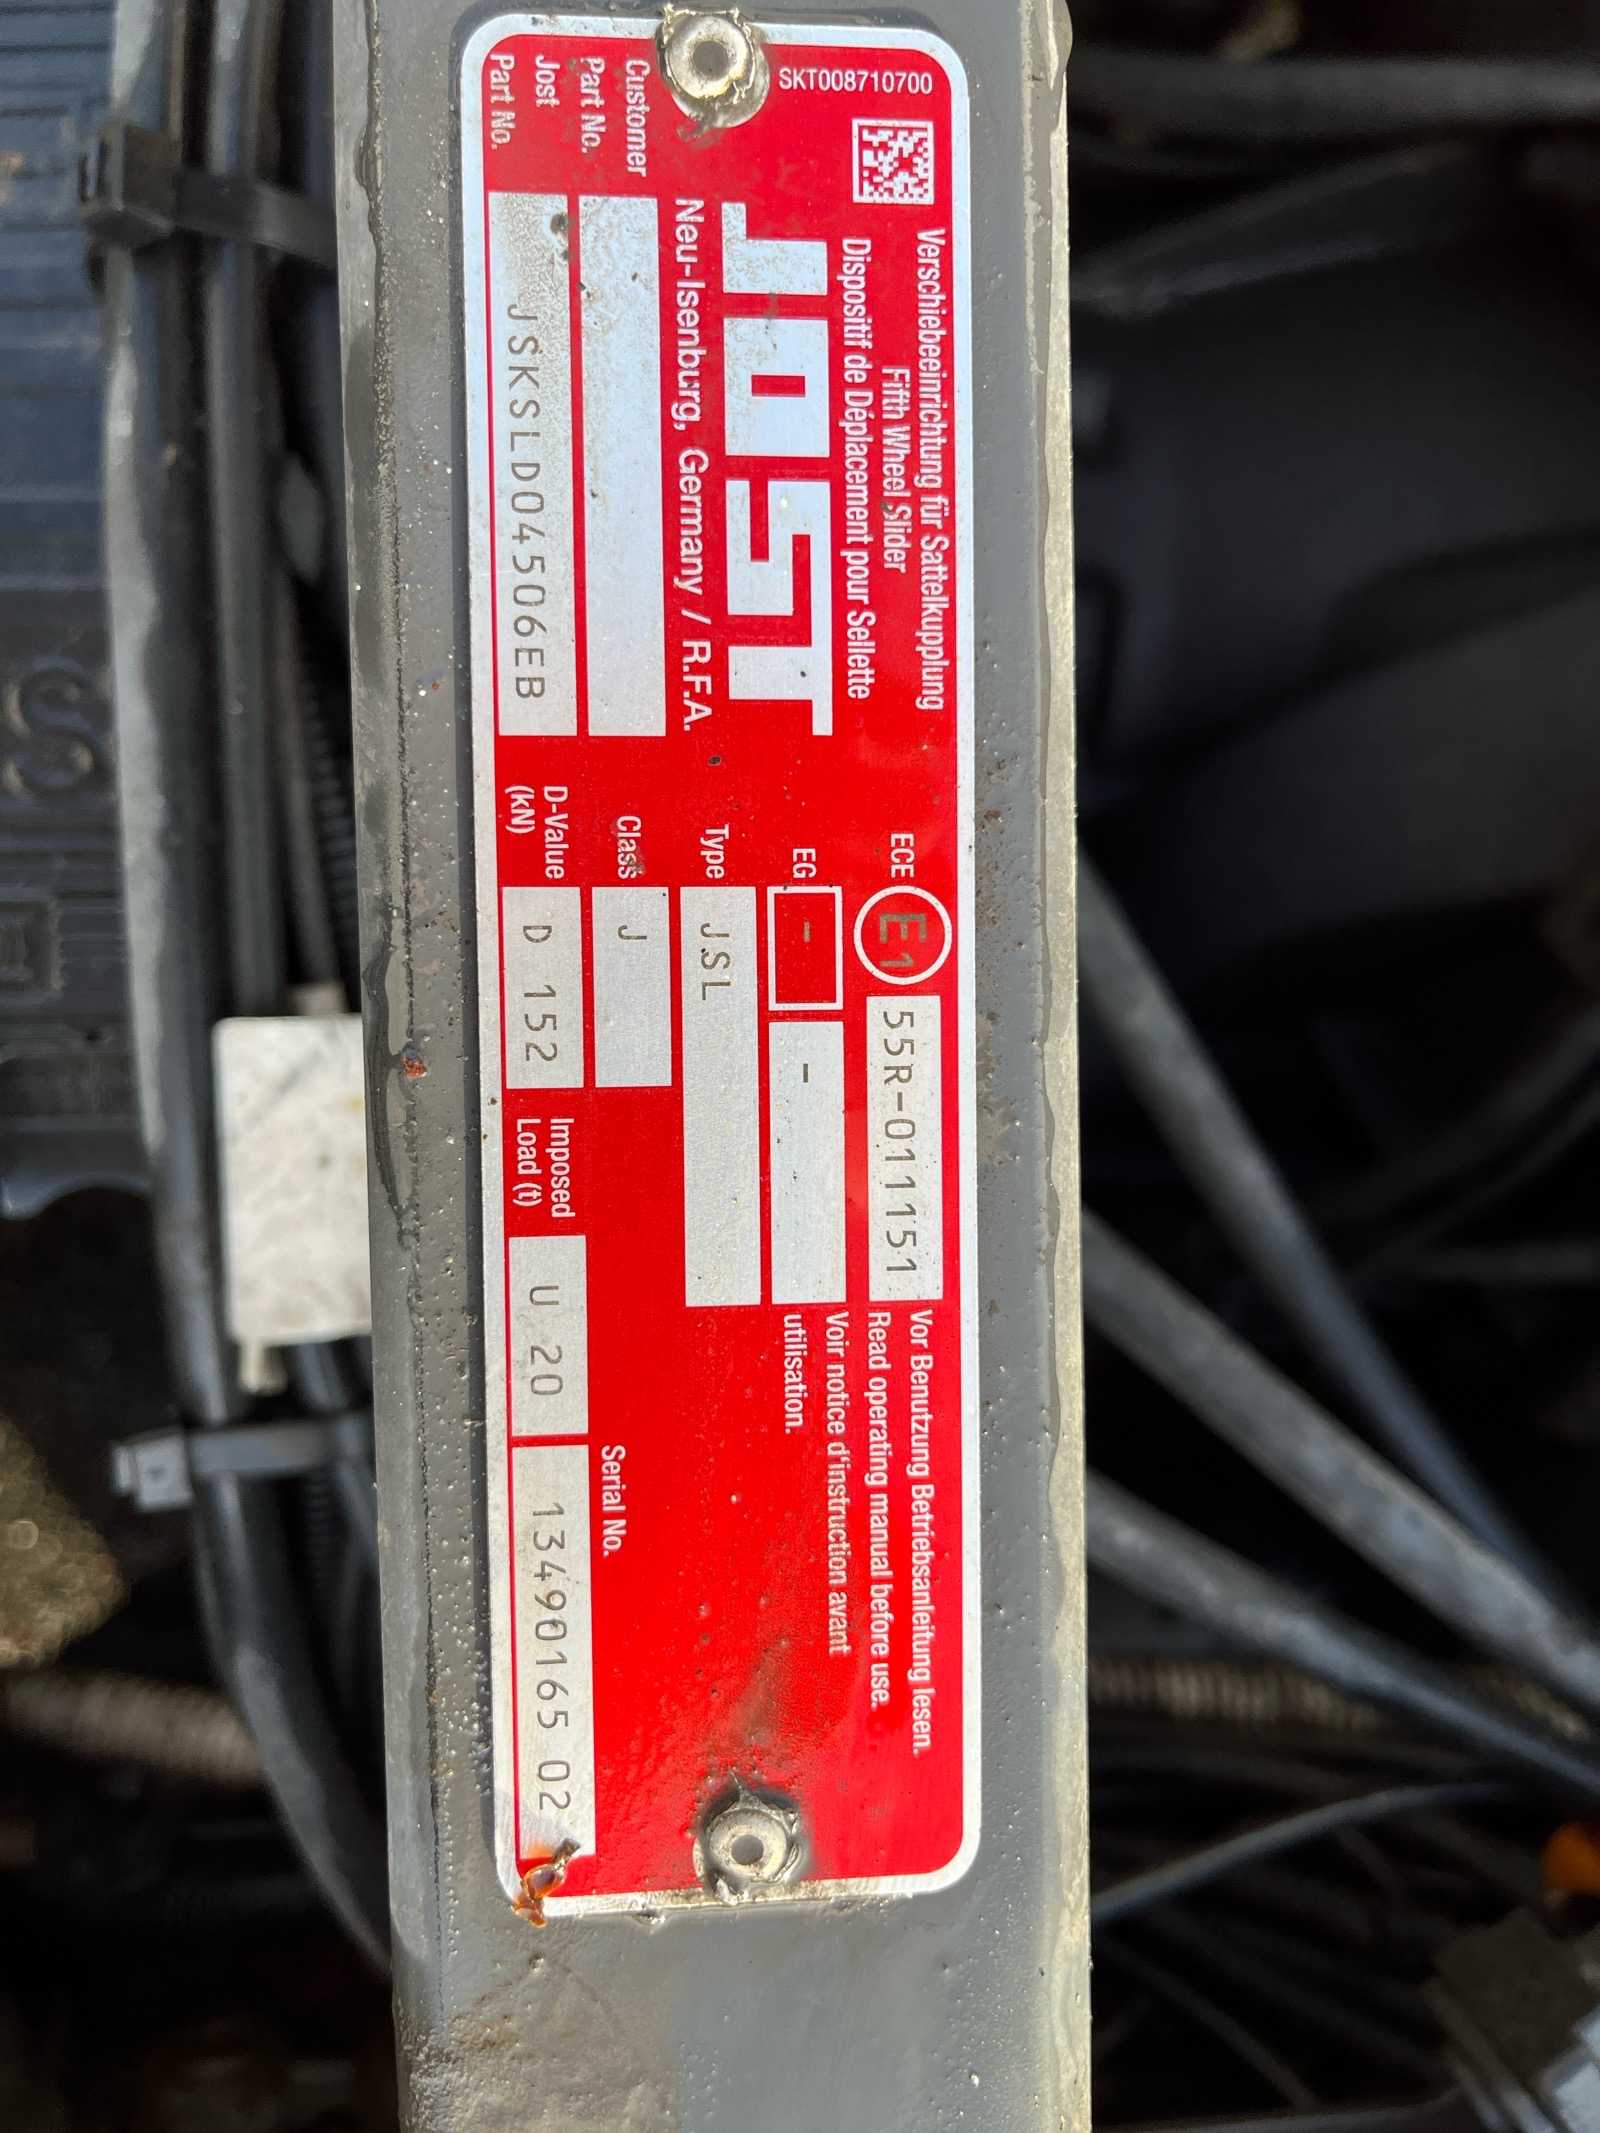 SKT008710700
Verschiebeeinrichtung für Sattelkupplung
Fifth Wheel Slider
Dispositif de Déplacement pour Sellette
JOST
Neu-Isenburg, Germany / R.F.A.
Customer
Part No.
Jost
Part No.
JSKSLD04506EB
ECE
E1
55R-011151
EG
-
-
Type
JSL
Class
J
D-Value
(kN)
D 152
Imposed
Load (t)
U 20
Vor Benutzung Betriebsanleitung lesen.
Read operating manual before use.
Voir notice d'instruction avant
utilisation.
Serial No.
13490165 02
S